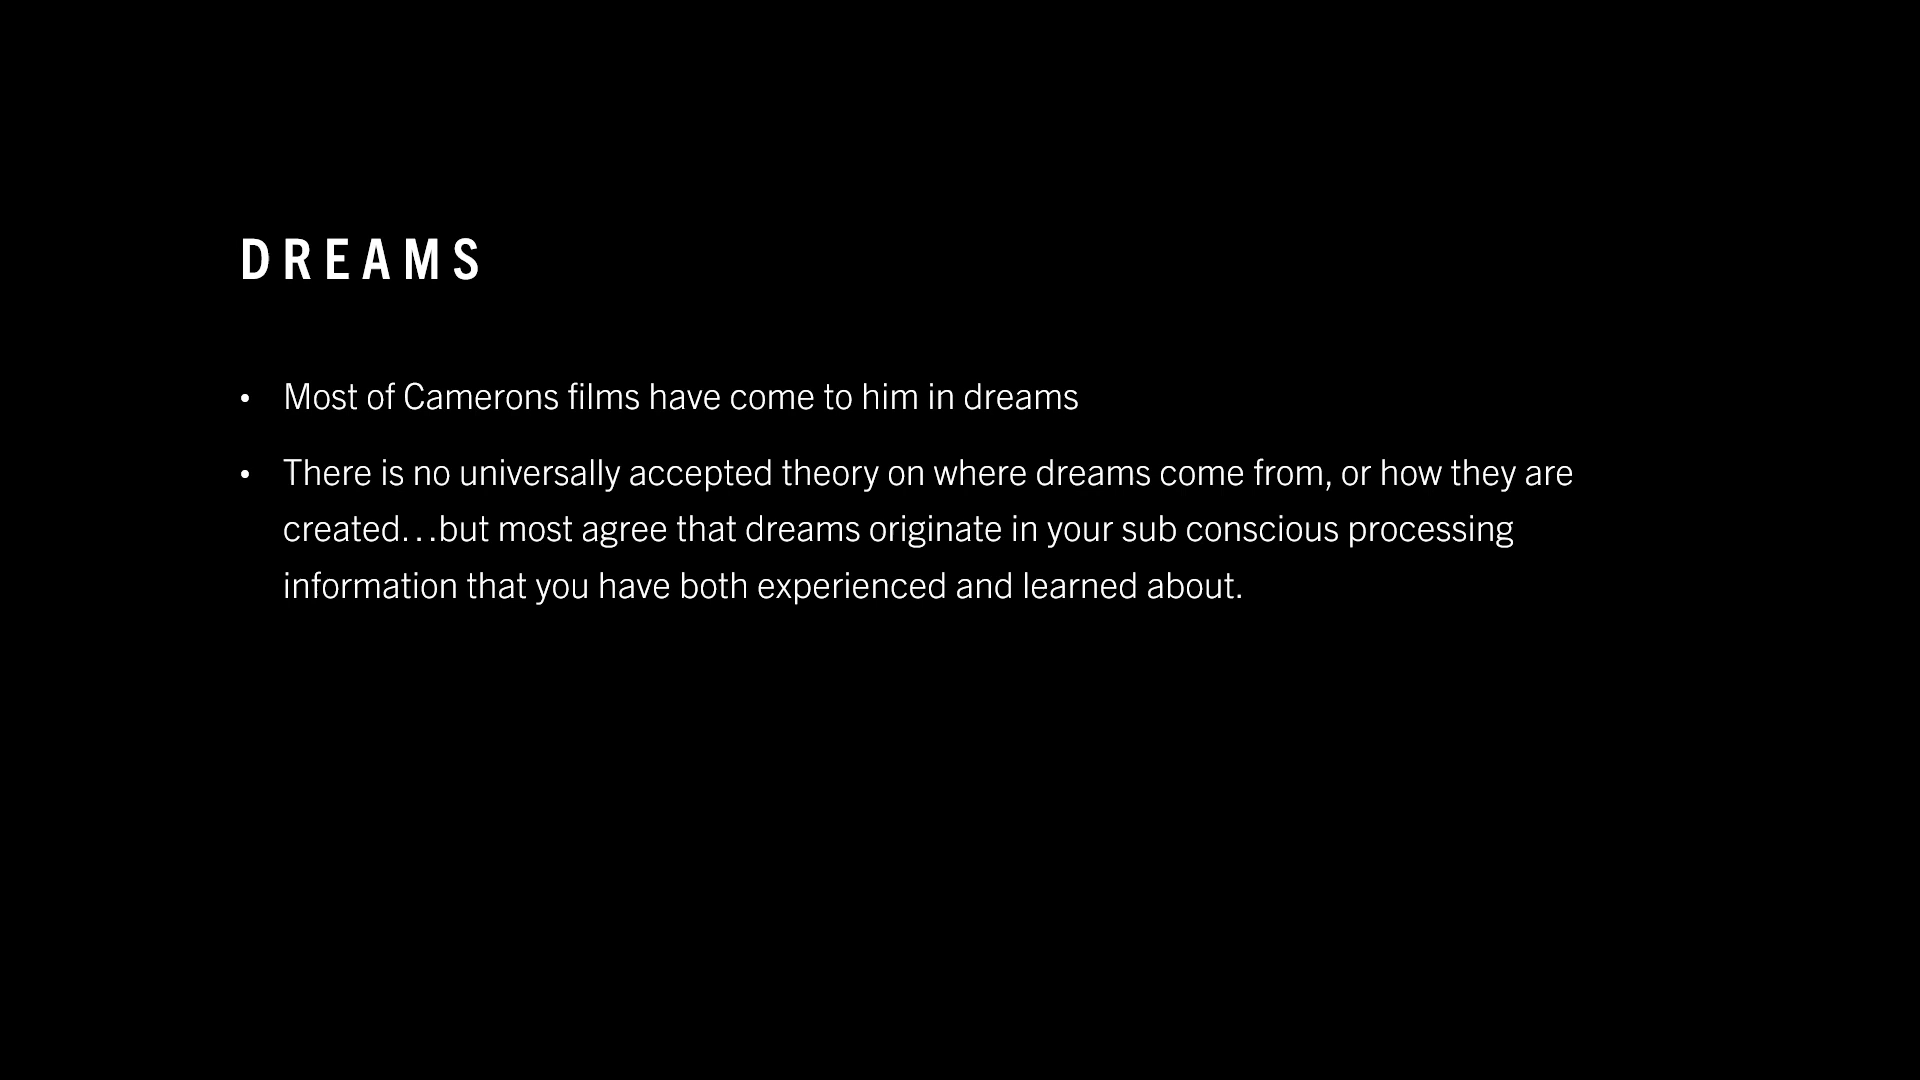 DREAMS
• Most of Camerons films have come to him in dreams
• There is no universally accepted theory on where dreams come from, or how they are
created...but most agree that dreams originate in your sub conscious processing
information that you have both experienced and learned about.